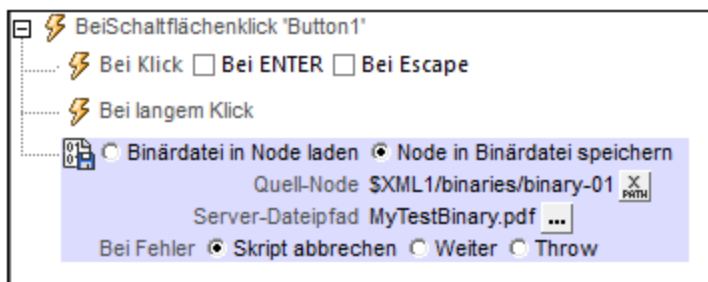 BeiSchaltflächenklick 'Button1'
Bei Klick Bei ENTER Bei Escape
Bei langem Klick
Binärdatei in Node laden Node in Binärdatei speichern
Quell-Node $XML1/binaries/binary-01 X PATH
Server-Dateipfad MyTestBinary.pdf ...
Bei Fehler Skript abbrechen Weiter Throw